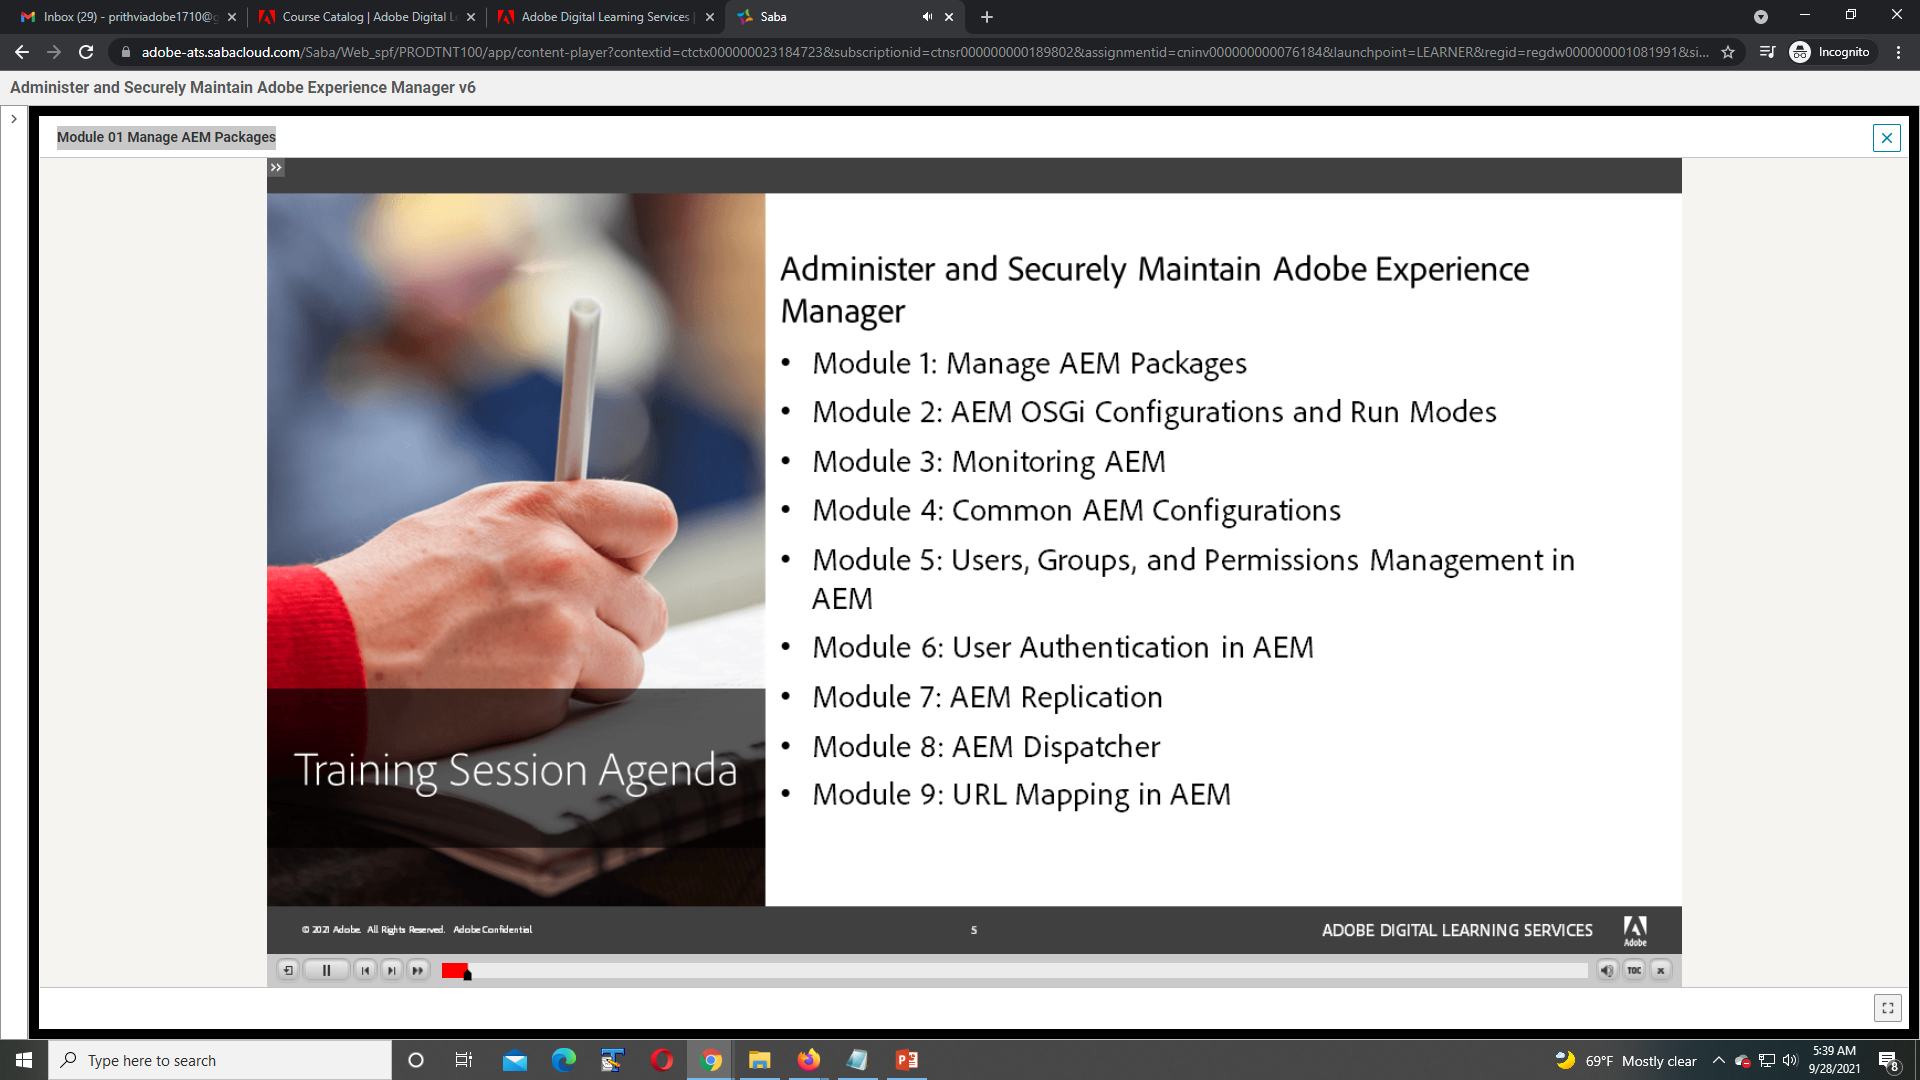 Inbox (29) - prithviadobe1710@g
Course Catalog | Adobe Digital L
Adobe Digital Learning Services |
Saba
adobe-ats.sabacloud.com/Saba/Web_spf/PRODTNT100/app/content-player?contextid=ctctx000000023184723&subscriptionid=ctnsr0000000000189802&assignmentid=cninv000000000076184&launchpoint=LEARNER&regid=regdw000000001081991&si...
Incognito
Administer and Securely Maintain Adobe Experience Manager v6
Module 01 Manage AEM Packages
Administer and Securely Maintain Adobe Experience
Manager
• Module 1: Manage AEM Packages
• Module 2: AEM OSGi Configurations and Run Modes
• Module 3: Monitoring AEM
• Module 4: Common AEM Configurations
• Module 5: Users, Groups, and Permissions Management in
AEM
• Module 6: User Authentication in AEM
• Module 7: AEM Replication
• Module 8: AEM Dispatcher
• Module 9: URL Mapping in AEM
Training Session Agenda
© 2021 Adobe. All Rights Reserved. Adobe Confidential
5
ADOBE DIGITAL LEARNING SERVICES
Adobe
TOC
Type here to search
69°F Mostly clear
5:39 AM
9/28/2021
8